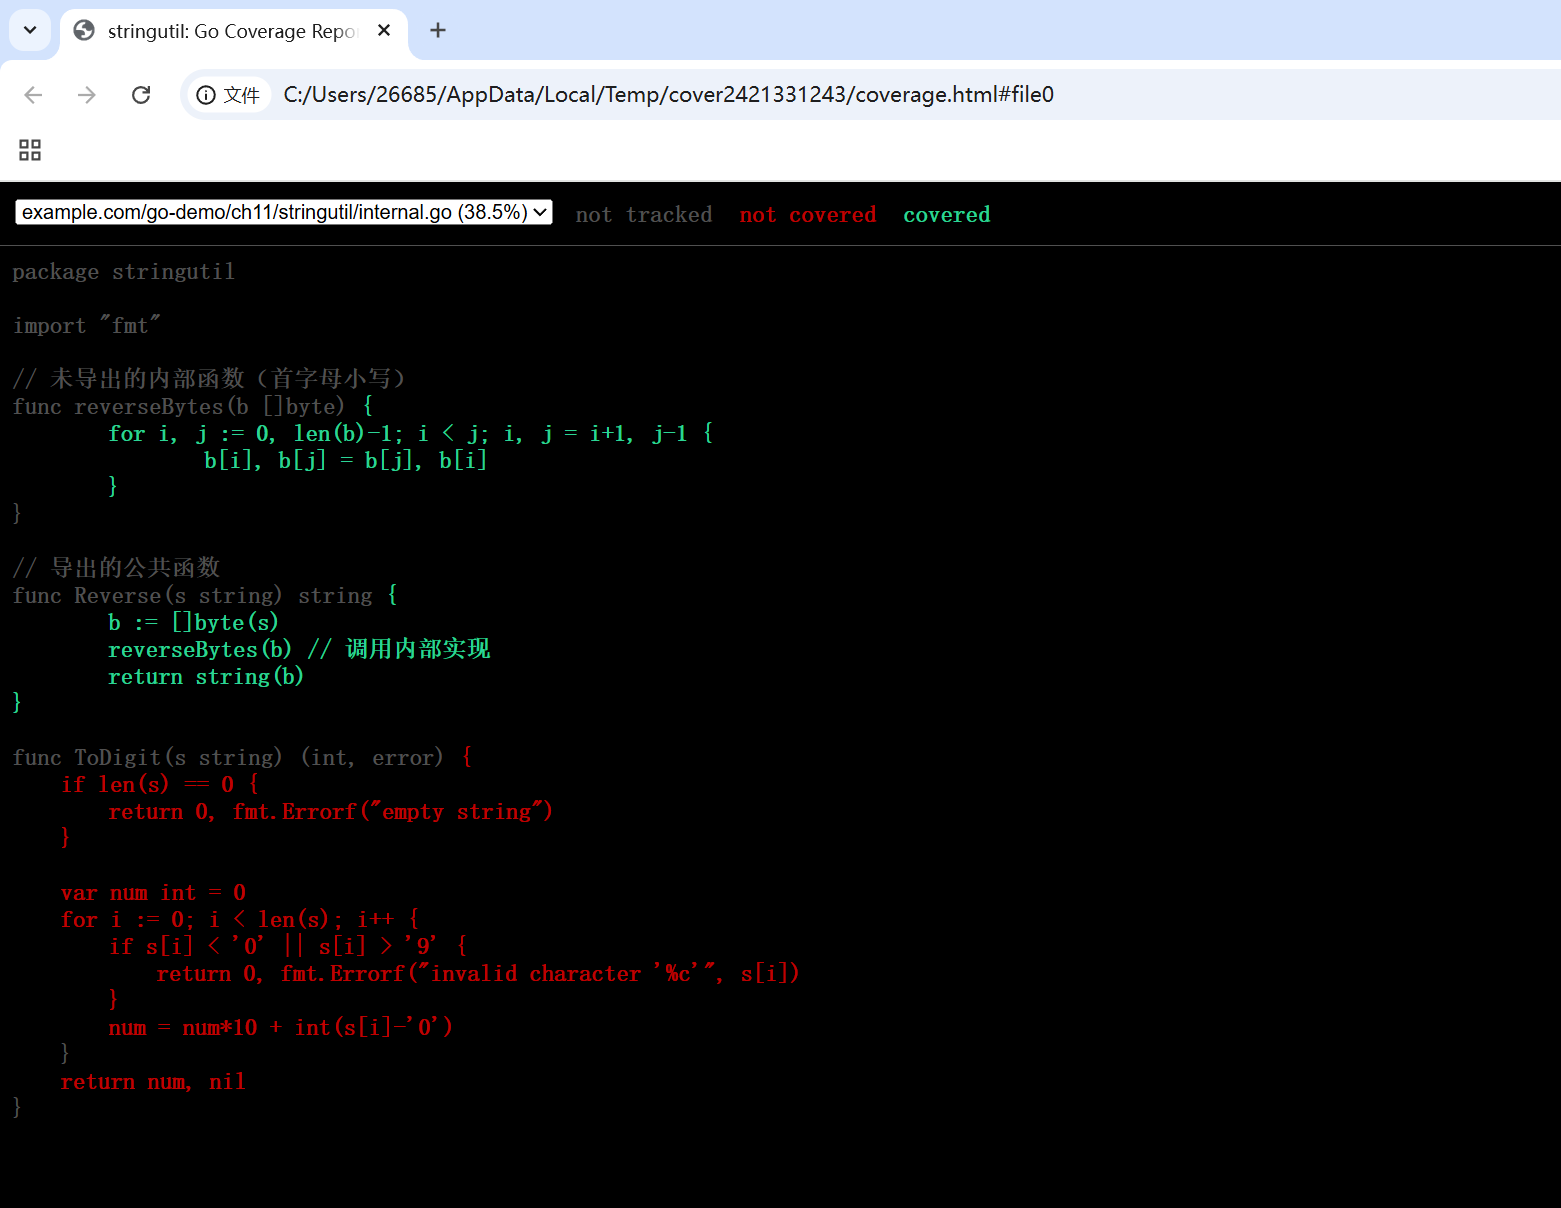 stringutil: Go Coverage Repo
文件
C:/Users/26685/AppData/Local/Temp/cover2421331243/coverage.html#file0
example.com/go-demo/ch11/stringutil/internal.go (38.5%) not tracked not covered covered
package stringutil
import "fmt"
// 未导出的内部函数（首字母小写）
func reverseBytes(b []byte) {
for i, j := 0, len(b)-1; i < j; i, j = i+1, j-1 {
b[i], b[j] = b[j], b[i]
}
}
// 导出的公共函数
func Reverse(s string) string {
b := []byte(s)
reverseBytes(b) // 调用内部实现
return string(b)
}
func ToDigit(s string) (int, error) {
if len(s) == 0 {
return 0, fmt.Errorf("empty string")
}
var num int = 0
for i := 0; i < len(s); i++ {
if s[i] < '0' || s[i] > '9' {
return 0, fmt.Errorf("invalid character '%c'", s[i])
}
num = num*10 + int(s[i]-'0')
}
return num, nil
}